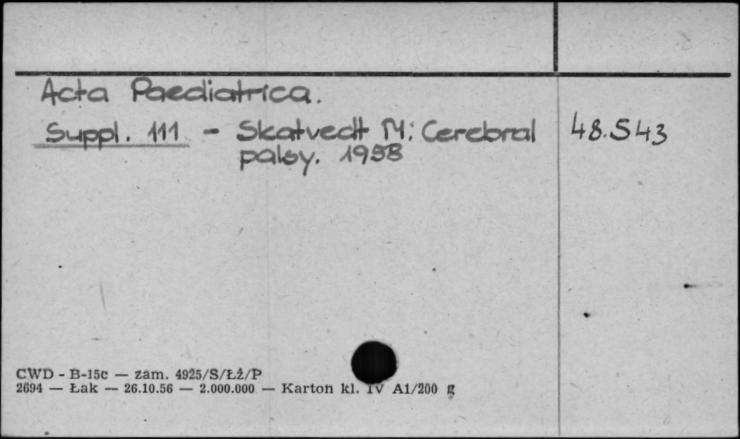 Acta Paediatrica.
Suppl. 111 - Skatvedt M: Cerebral 48.543
palsy. 1958
CWD - B-15c — zam. 4925/S/Łż/P
2694 — Łak — 26.10.56 — 2.000.000 — Karton kl. IV A1/200 g